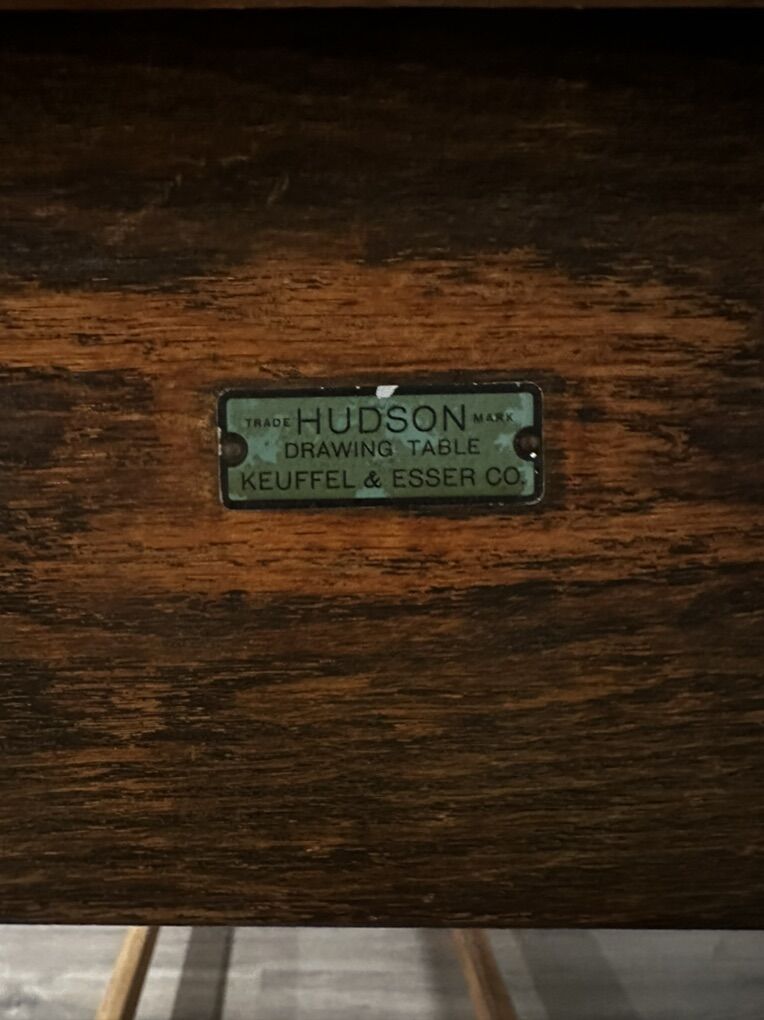 TRADE HUDSON MARK
DRAWING TABLE
KEUFFEL & ESSER CO.